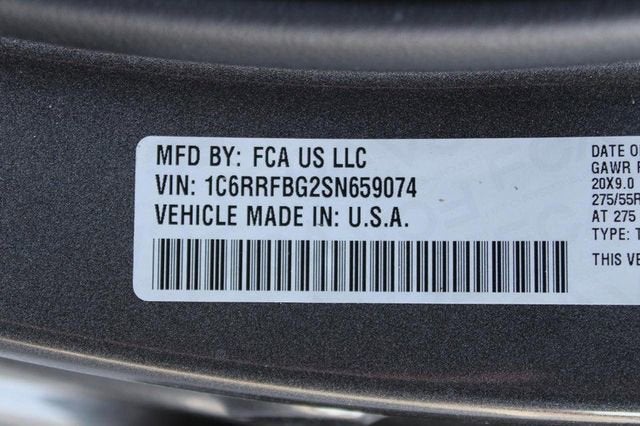 MFD BY: FCA US LLC
VIN: 1C6RRFBG2SN659074
VEHICLE MADE IN: U.S.A.
DATE O
GAWR
20X9.0
275/55R
AT 275
TYPE: T
THIS VE